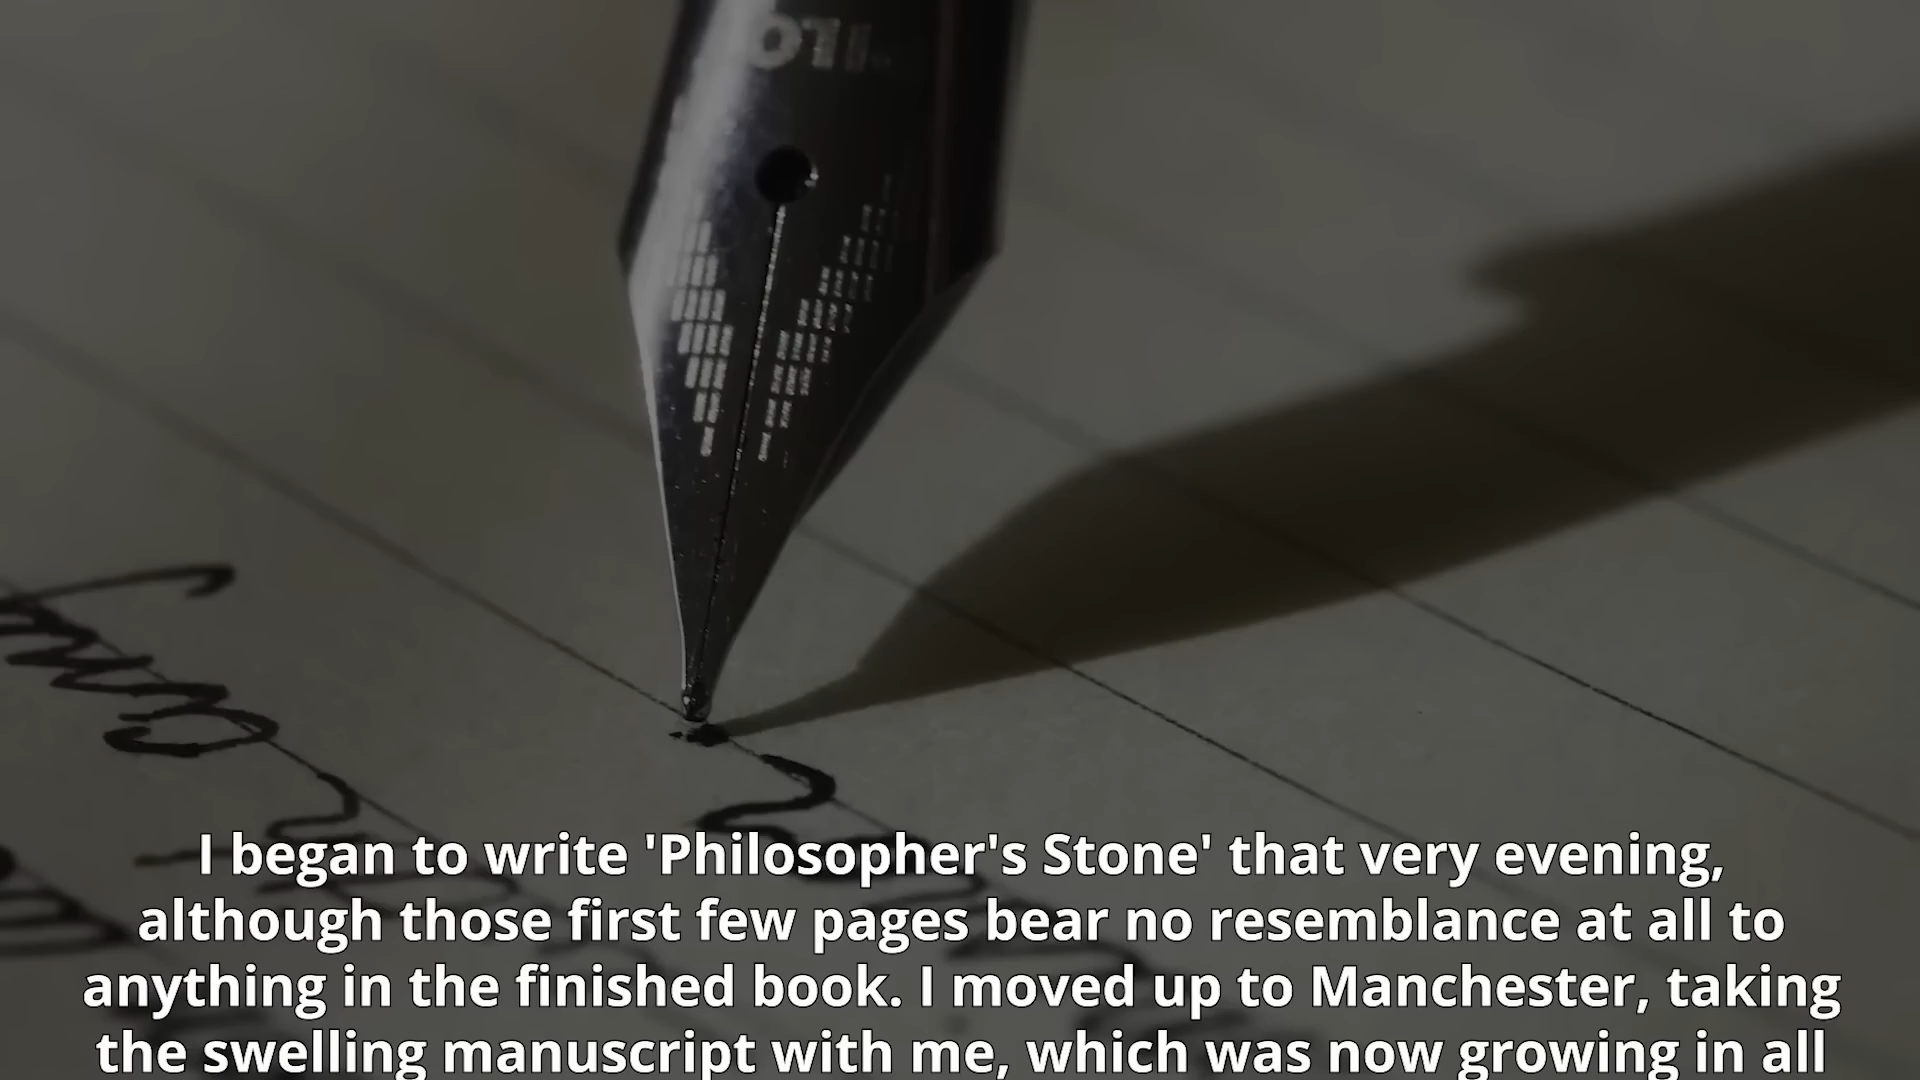 I began to write 'Philosopher's Stone' that very evening,
although those first few pages bear no resemblance at all to
anything in the finished book. I moved up to Manchester, taking
the swelling manuscript with me, which was now growing in all